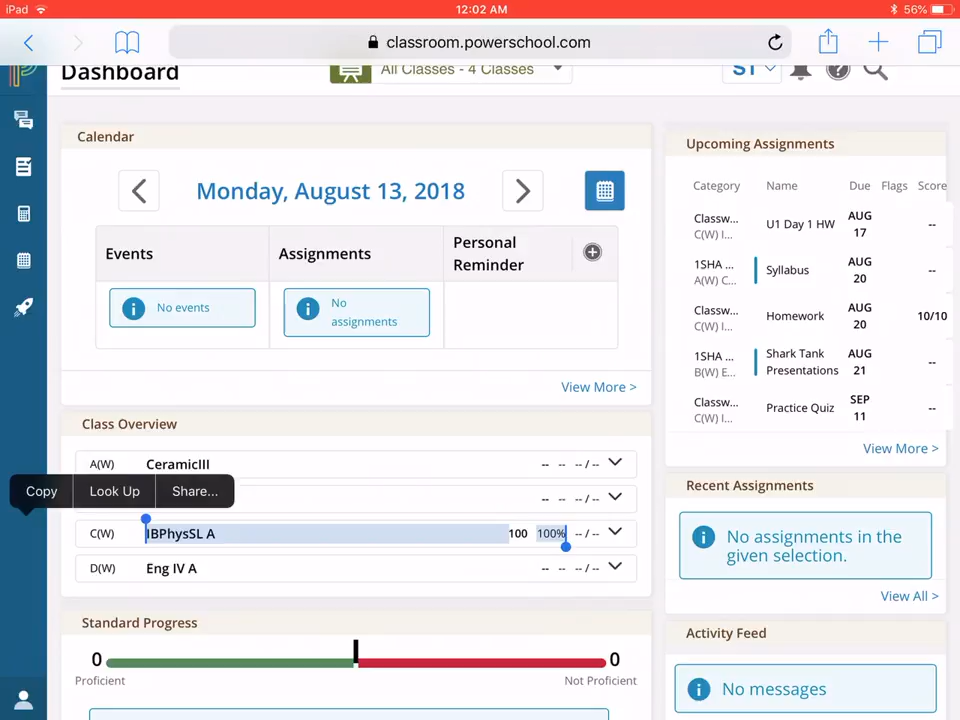 iPad 12:02 AM 56%
classroom.powerschool.com
Dashboard All Classes - 4 Classes ST
Calendar
Monday, August 13, 2018
Events Assignments Personal Reminder
No events
No assignments
View More >
Class Overview
A(W) CeramicIII -- -- -- / --
Copy Look Up Share...
-- -- -- / --
C(W) IBPhysSL A 100 100% -- / --
D(W) Eng IV A -- -- -- / --
Standard Progress
0 0
Proficient Not Proficient
Upcoming Assignments
Category Name Due Flags Score
Classw... U1 Day 1 HW AUG 17 --
C(W) I...
1SHA ... Syllabus AUG 20 --
A(W) C...
Classw... Homework AUG 20 10/10
C(W) I...
1SHA ... Shark Tank Presentations AUG 21 --
B(W) E...
Classw... Practice Quiz SEP 11 --
C(W) I...
View More >
Recent Assignments
No assignments in the
given selection.
View All >
Activity Feed
No messages